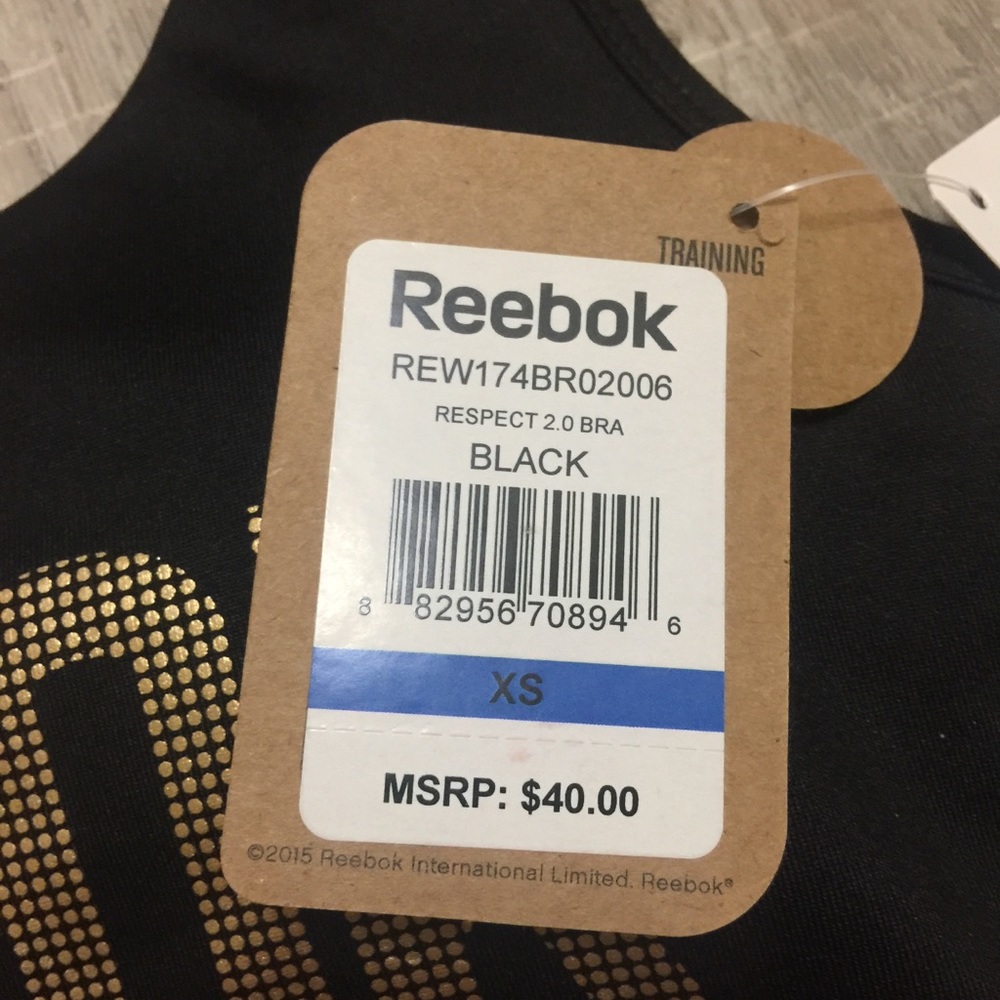 TRAINING
Reebok
REW174BR02006
RESPECT 2.0 BRA
BLACK
8 82956 70894 6
XS
MSRP: $40.00
©2015 Reebok International Limited. Reebok®